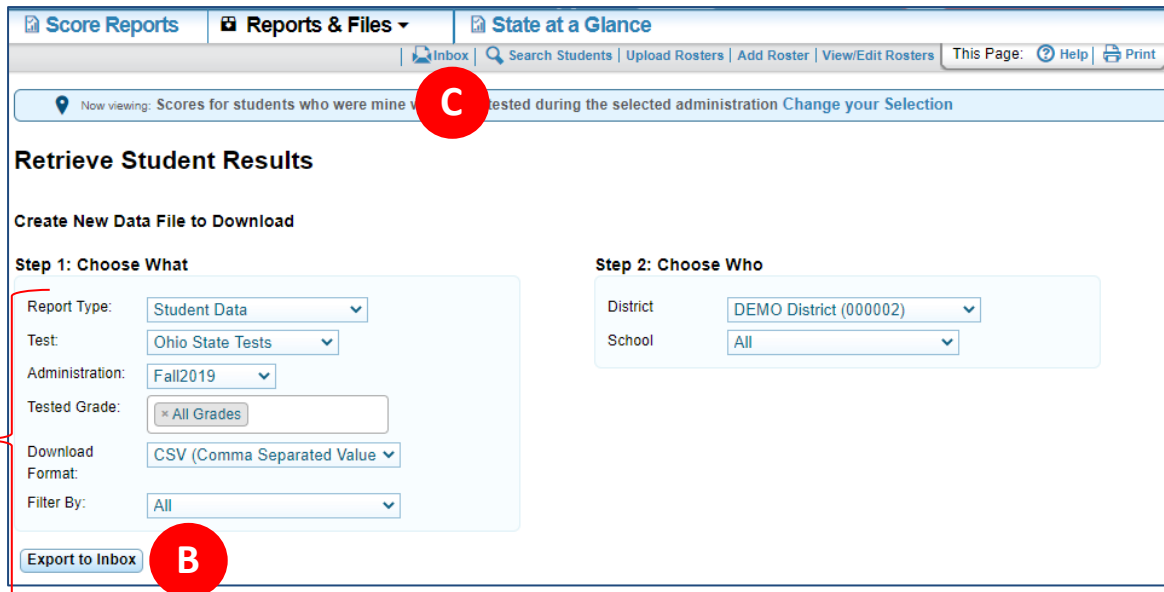 Score Reports Reports & Files State at a Glance
Inbox | Search Students | Upload Rosters | Add Roster | View/Edit Rosters This Page: Help | Print
Now viewing: Scores for students who were mine C tested during the selected administration Change your Selection
Retrieve Student Results
Create New Data File to Download
Step 1: Choose What Step 2: Choose Who
Report Type: Student Data District DEMO District (000002)
Test: Ohio State Tests School All
Administration: Fall2019
Tested Grade: × All Grades
Download Format: CSV (Comma Separated Value
Filter By: All
Export to Inbox B